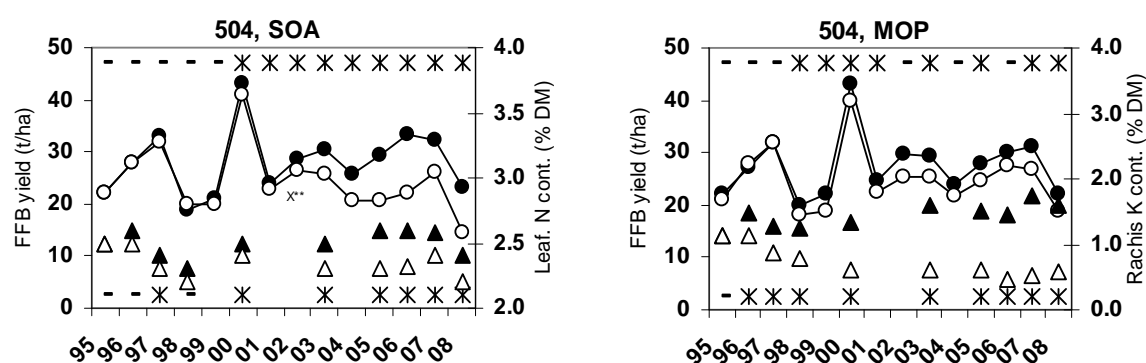 504, SOA
50
40
30
20
10
0
FFB yield (t/ha)
4.0
3.5
3.0
2.5
2.0
Leaf. N cont. (% DM)
X**
95 96 97 98 99 00 01 02 03 04 05 06 07 08
504, MOP
50
40
30
20
10
0
FFB yield (t/ha)
4.0
3.0
2.0
1.0
0.0
Rachis K cont. (% DM)
95 96 97 98 99 00 01 02 03 04 05 06 07 08